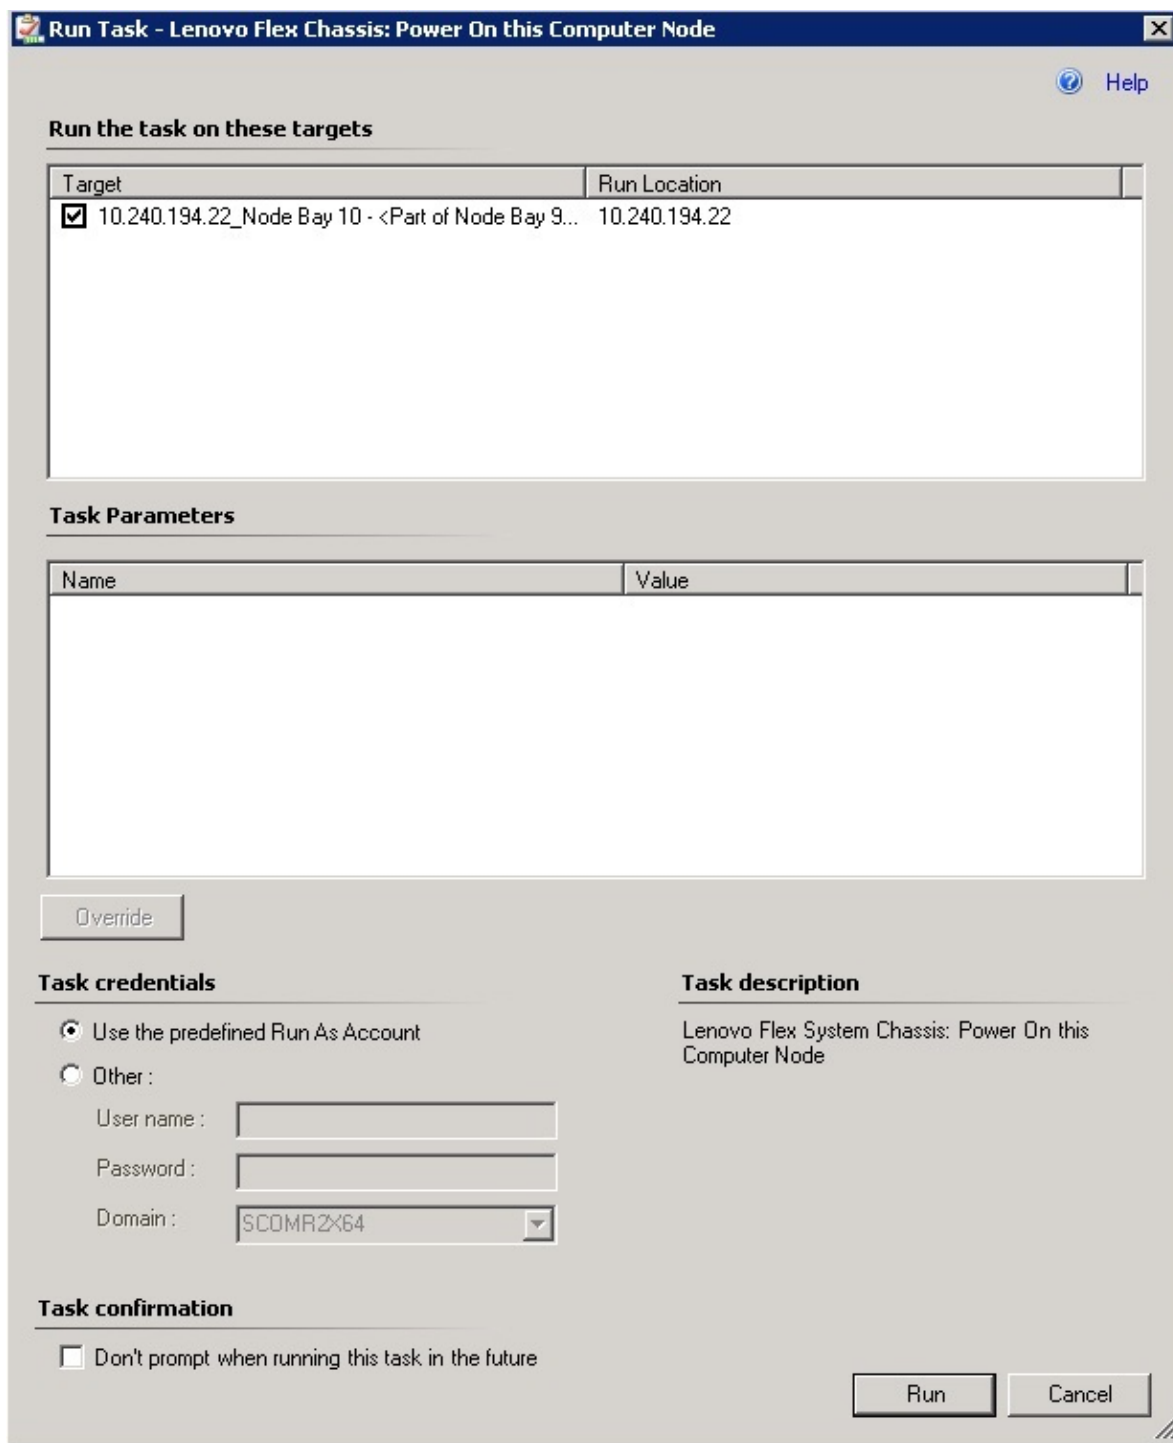 Run Task - Lenovo Flex Chassis: Power On this Computer Node
Help
Run the task on these targets
Target Run Location
10.240.194.22_Node Bay 10 - <Part of Node Bay 9... 10.240.194.22
Task Parameters
Name Value
Override
Task credentials
Use the predefined Run As Account
Other :
User name :
Password :
Domain : SCOMR2X64
Task description
Lenovo Flex System Chassis: Power On this
Computer Node
Task confirmation
Don't prompt when running this task in the future
Run Cancel